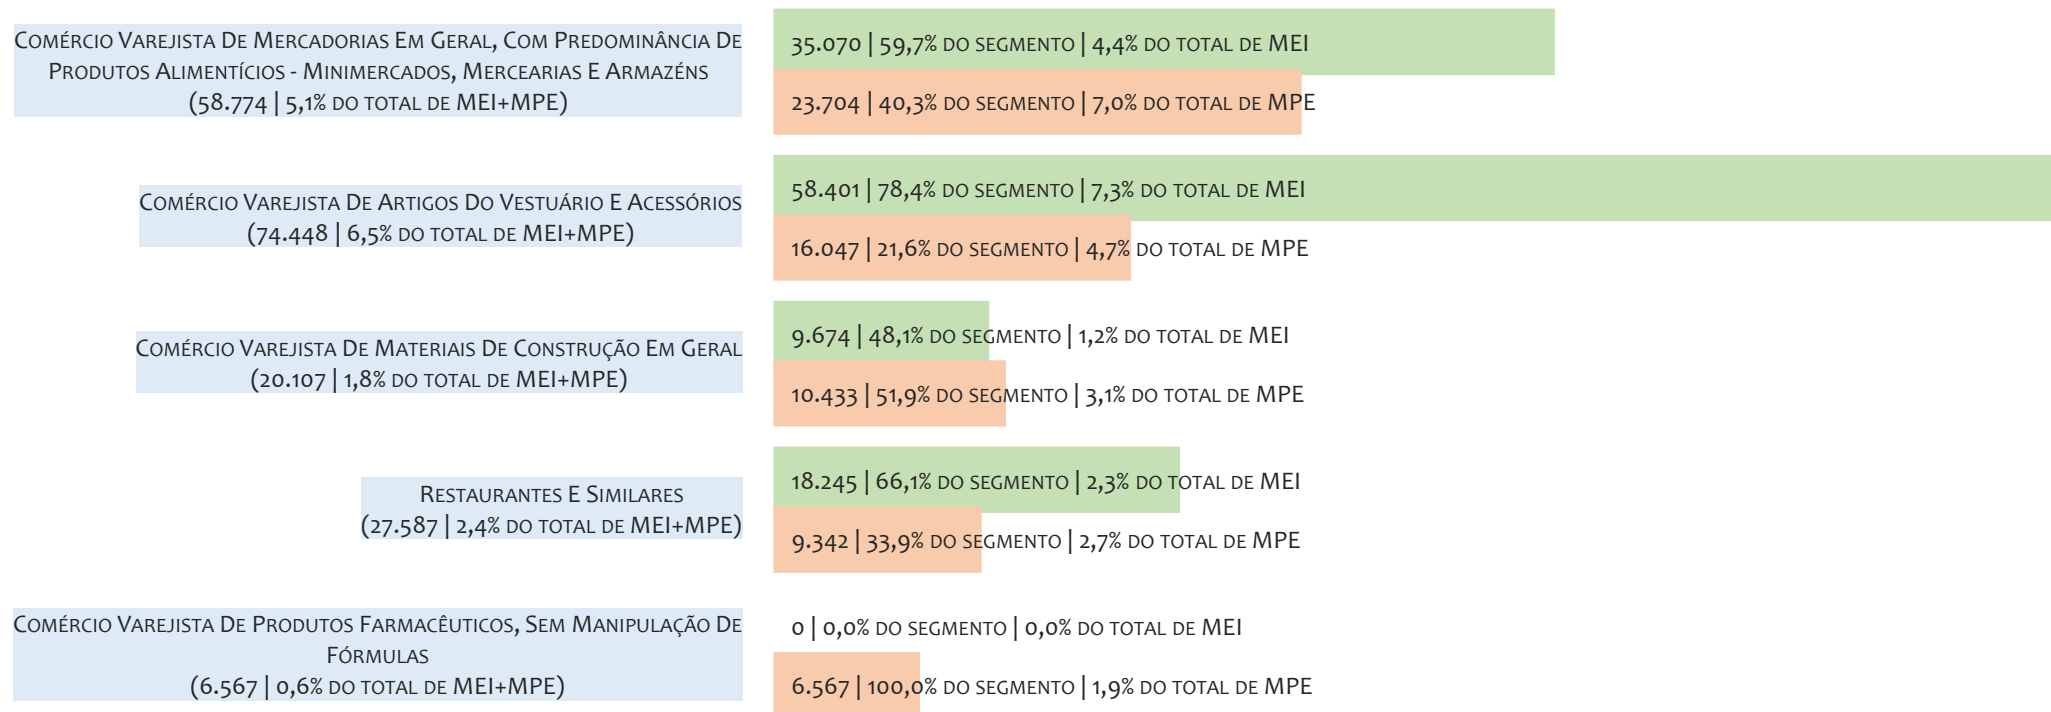 Comércio Varejista De Mercadorias Em Geral, Com Predominância De
Produtos Alimentícios - Minimercados, Mercearias E Armazéns
(58.774 | 5,1% do total de MEI+MPE)
35.070 | 59,7% do segmento | 4,4% do total de MEI
23.704 | 40,3% do segmento | 7,0% do total de MPE
Comércio Varejista De Artigos Do Vestuário E Acessórios
(74.448 | 6,5% do total de MEI+MPE)
58.401 | 78,4% do segmento | 7,3% do total de MEI
16.047 | 21,6% do segmento | 4,7% do total de MPE
Comércio Varejista De Materiais De Construção Em Geral
(20.107 | 1,8% do total de MEI+MPE)
9.674 | 48,1% do segmento | 1,2% do total de MEI
10.433 | 51,9% do segmento | 3,1% do total de MPE
Restaurantes E Similares
(27.587 | 2,4% do total de MEI+MPE)
18.245 | 66,1% do segmento | 2,3% do total de MEI
9.342 | 33,9% do segmento | 2,7% do total de MPE
Comércio Varejista De Produtos Farmacêuticos, Sem Manipulação De
Fórmulas
(6.567 | 0,6% do total de MEI+MPE)
0 | 0,0% do segmento | 0,0% do total de MEI
6.567 | 100,0% do segmento | 1,9% do total de MPE